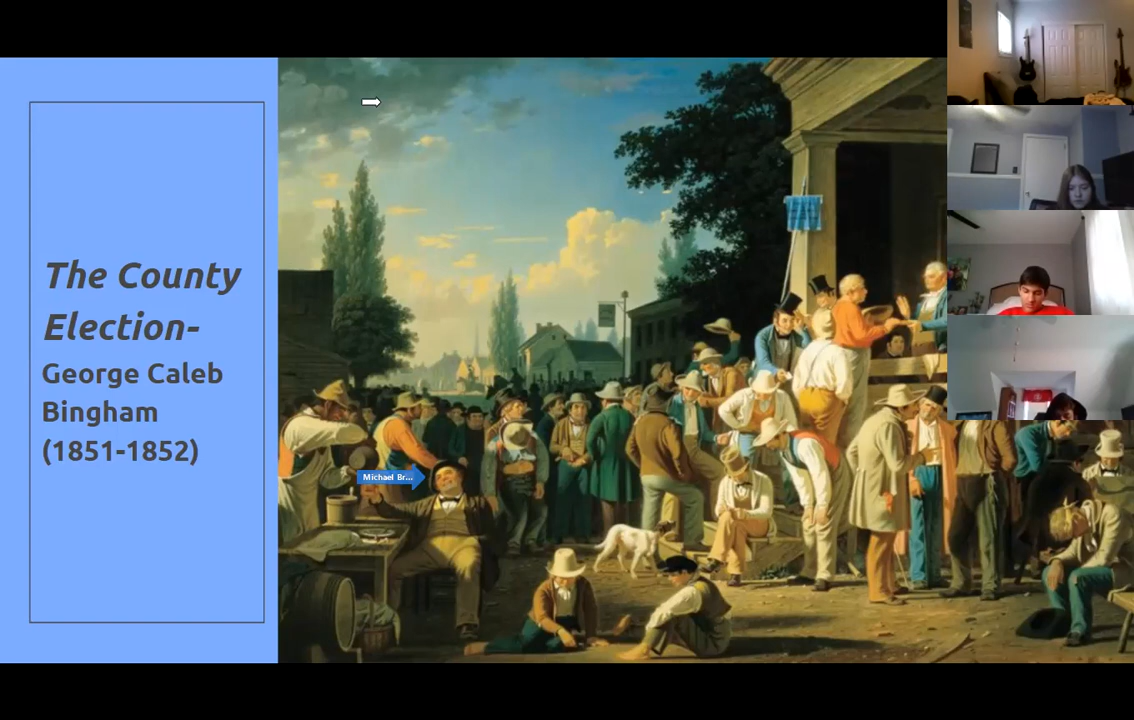 The County
Election-
George Caleb
Bingham
(1851-1852)
Michael Br...